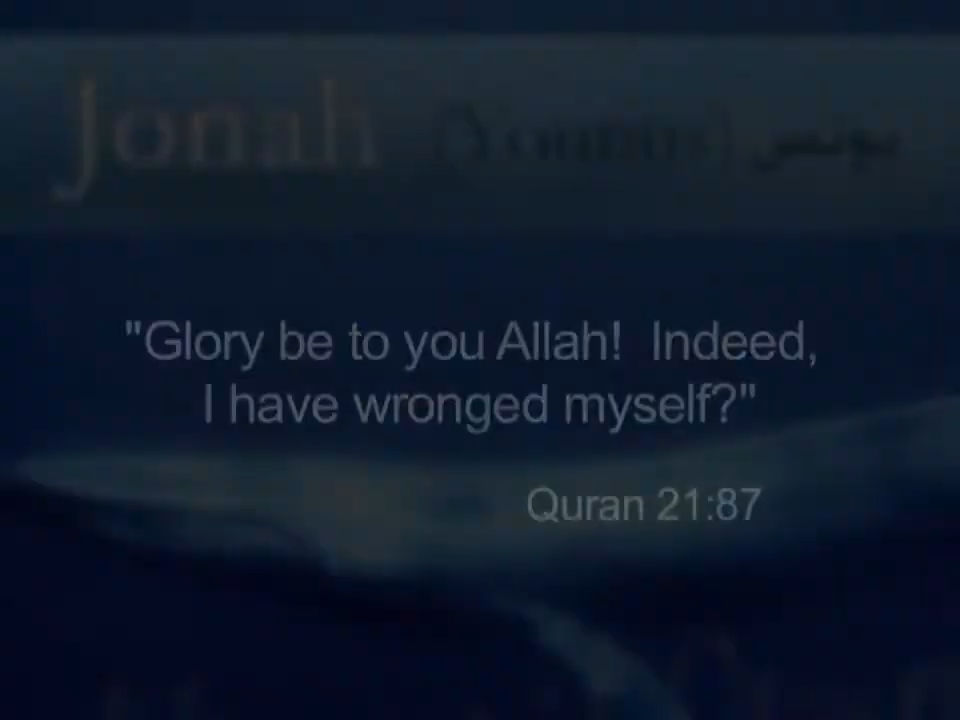 Jonah (Younus) يونس
"Glory be to you Allah!  Indeed,
I have wronged myself?"
Quran 21:87